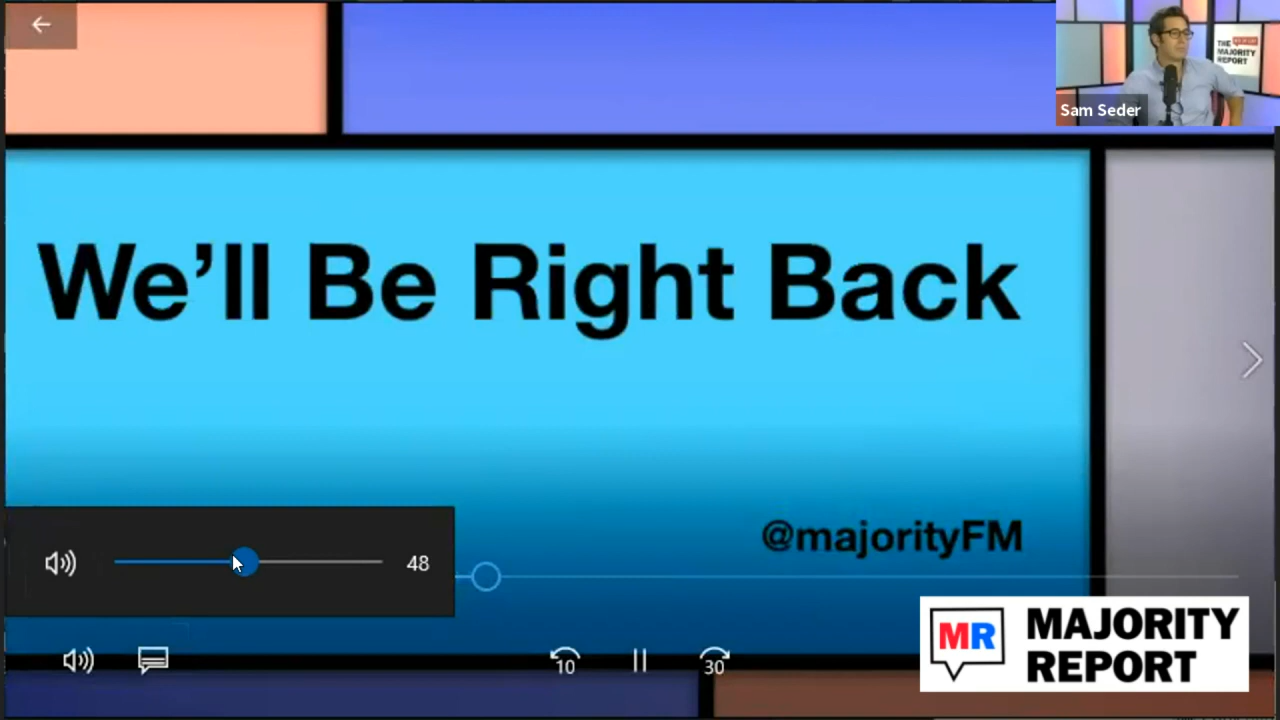 THE
MAJORITY
REPORT
Sam Seder
We'll Be Right Back
@majorityFM
48
10
30
MR
MAJORITY
REPORT